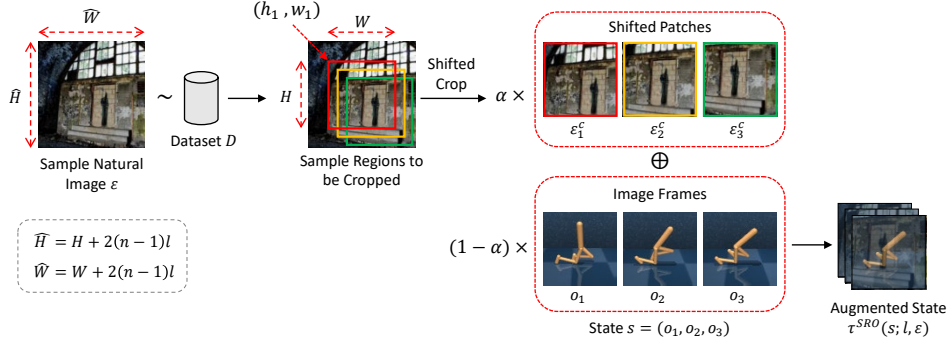 Ŵ
Ĥ
Sample Natural
Image ε
~
Dataset D
(h₁ , w₁)
W
H
Sample Regions to
be Cropped
Shifted
Crop
α ×
Shifted Patches
ε₁ᶜ
ε₂ᶜ
ε₃ᶜ
⊕
Ĥ = H + 2(n − 1)l
Ŵ = W + 2(n − 1)l
(1 − α) ×
Image Frames
o₁
o₂
o₃
State s = (o₁, o₂, o₃)
Augmented State
τˢᴿᴼ(s; l, ε)